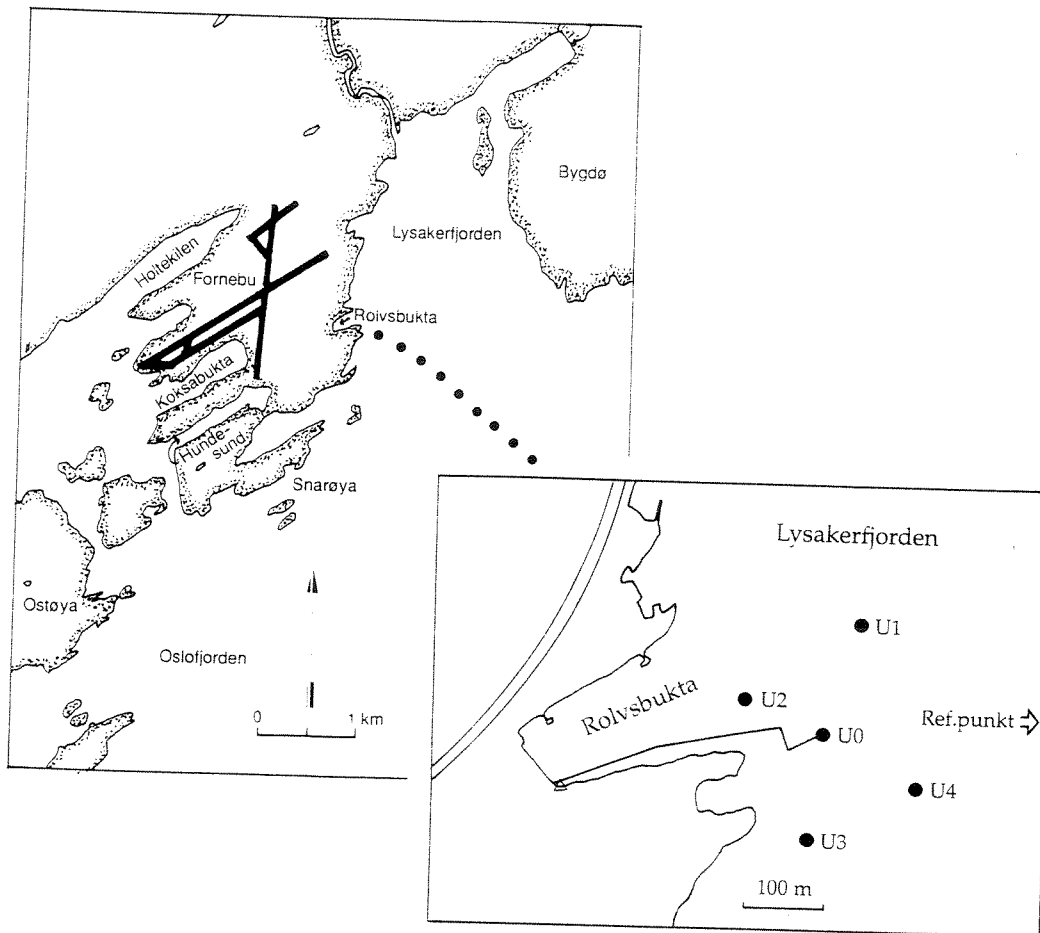 Bygdø
Lysakerfjorden
Holtekilen
Fornebu
Roivsbukta
Koksabukta
Hunde-
sund
Snarøya
Ostøya
Oslofjorden
0 1 km
Lysakerfjorden
U1
Rolvsbukta
U2
Ref.punkt
U0
U4
U3
100 m